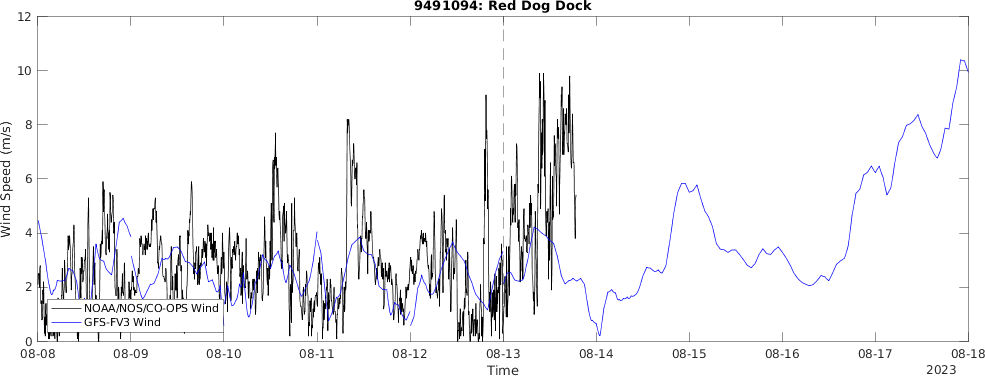 9491094: Red Dog Dock
12
10
8
6
4
2
0
Wind Speed (m/s)
NOAA/NOS/CO-OPS Wind
GFS-FV3 Wind
08-08 08-09 08-10 08-11 08-12 08-13 08-14 08-15 08-16 08-17 08-18
Time
2023